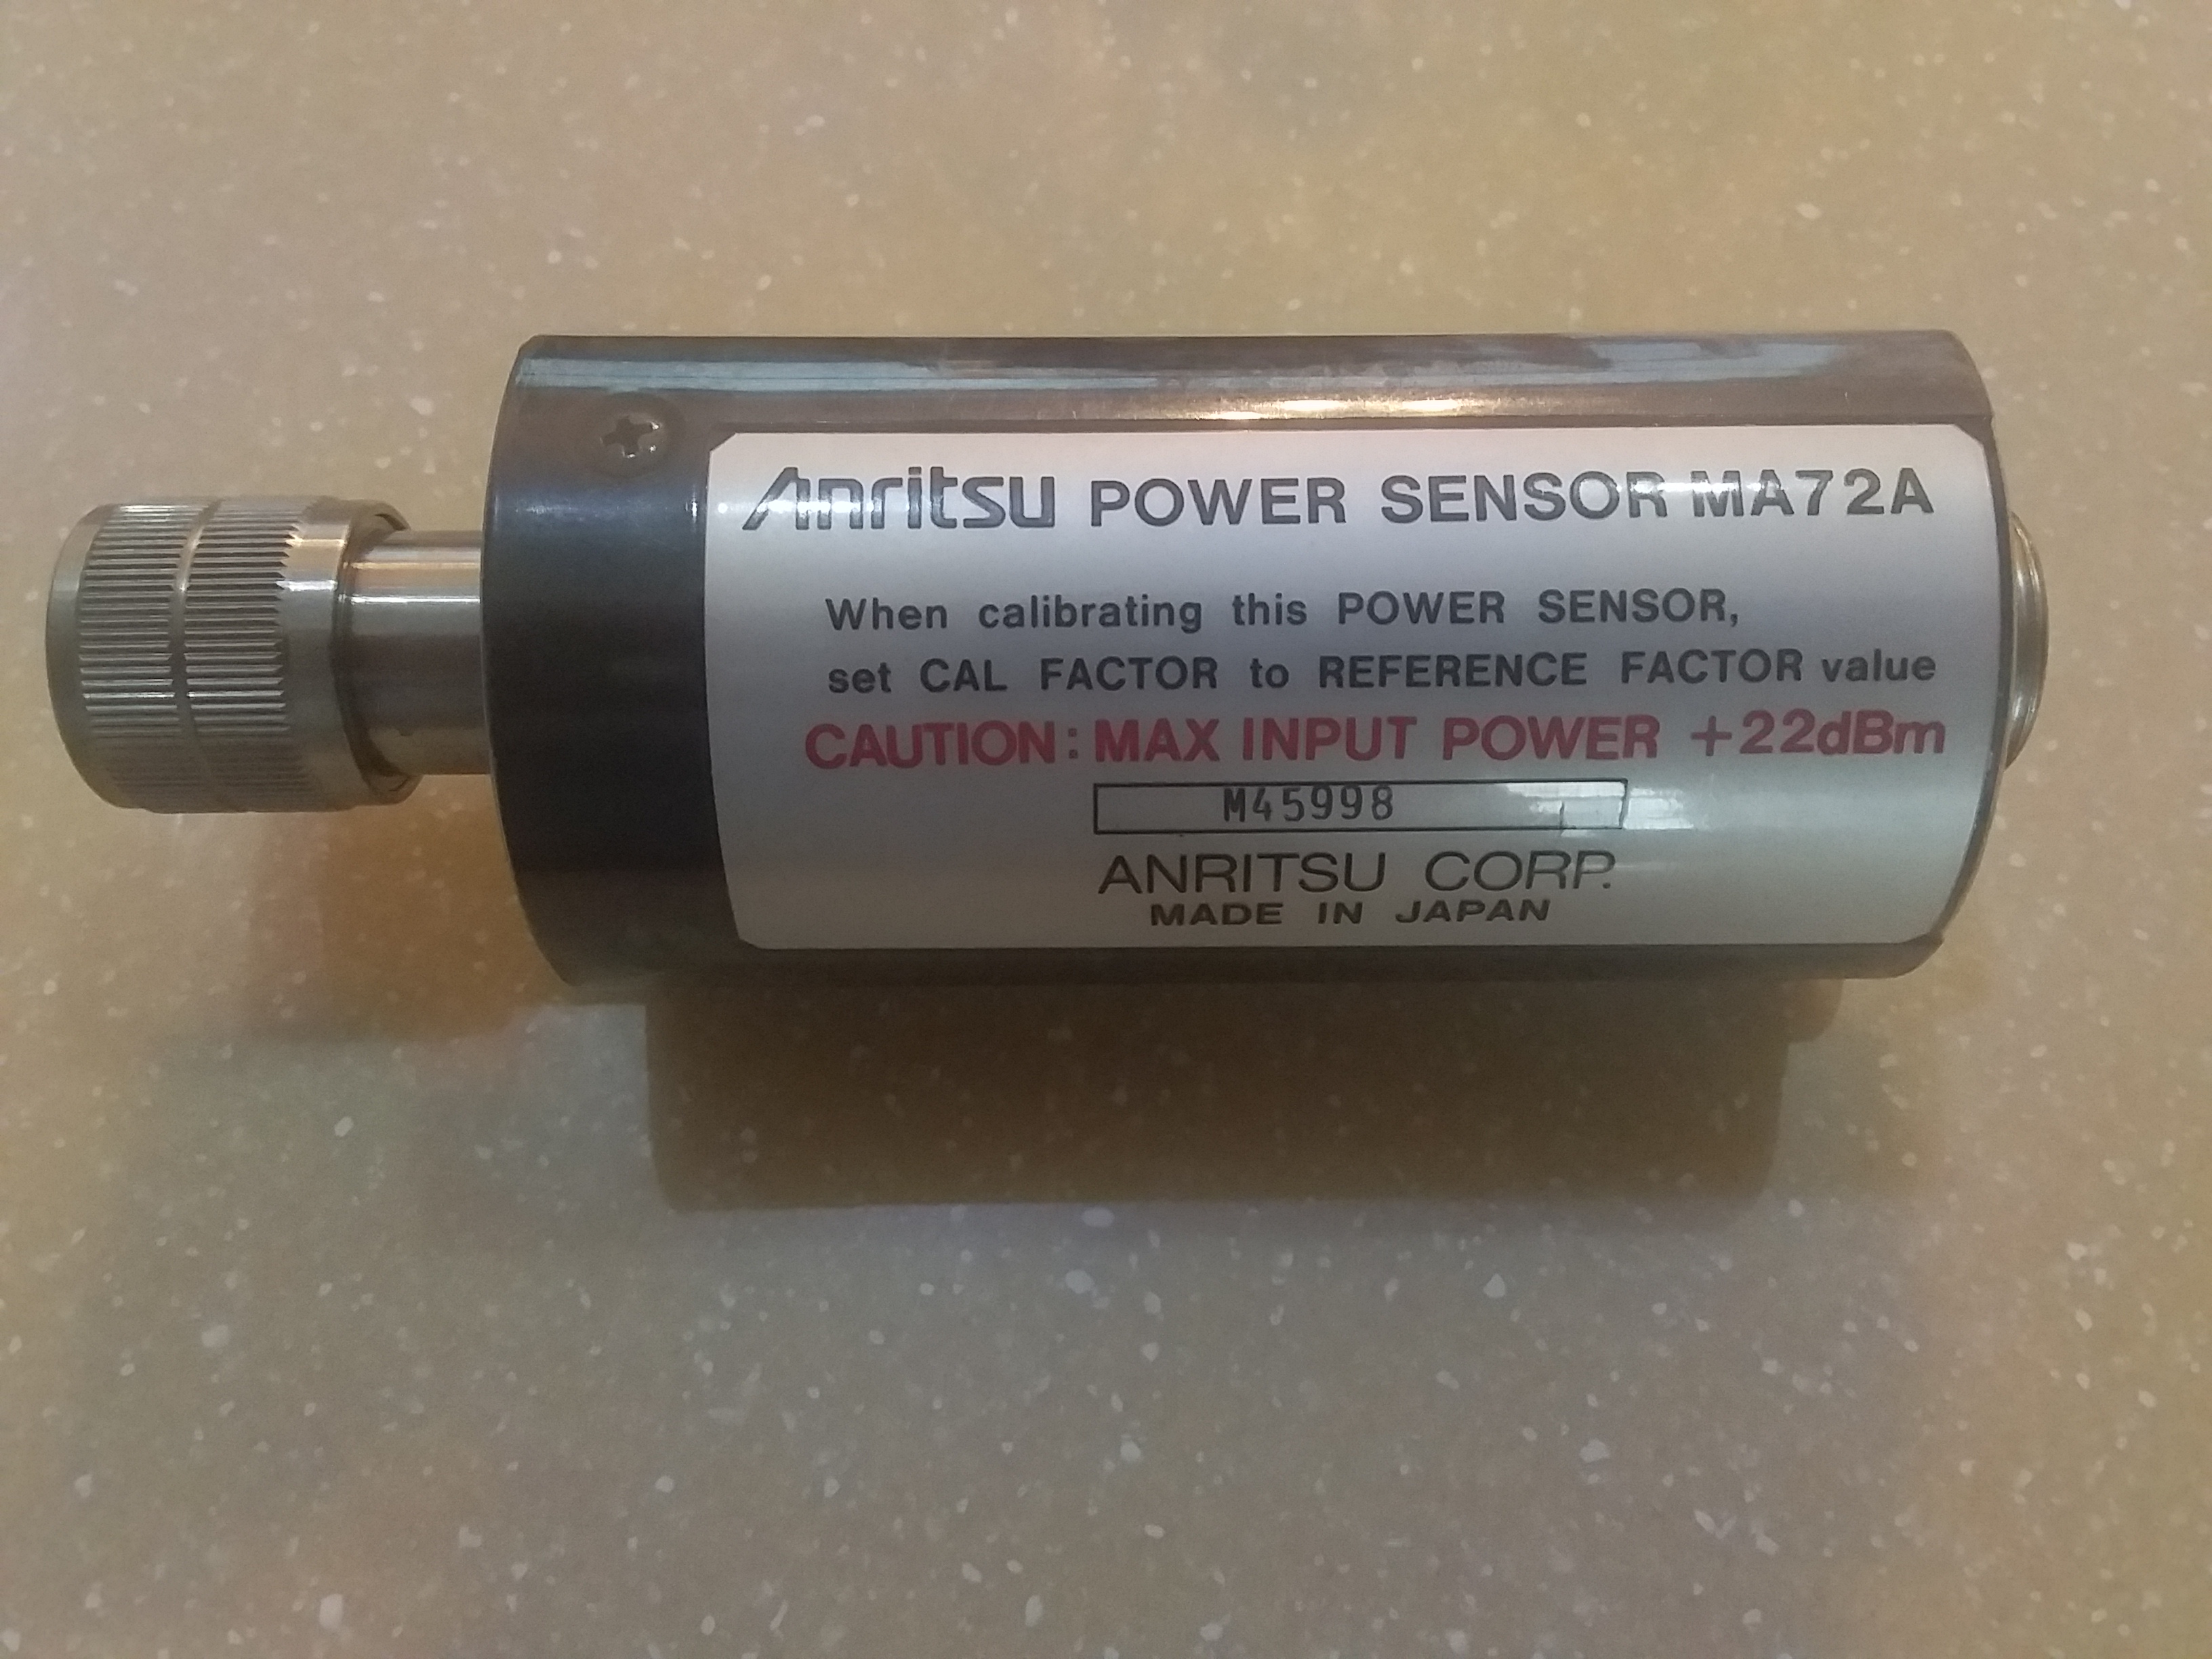 Anritsu POWER SENSOR MA72A
When calibrating this POWER SENSOR,
set CAL FACTOR to REFERENCE FACTOR value
CAUTION: MAX INPUT POWER +22dBm
M45998
ANRITSU CORP.
MADE IN JAPAN